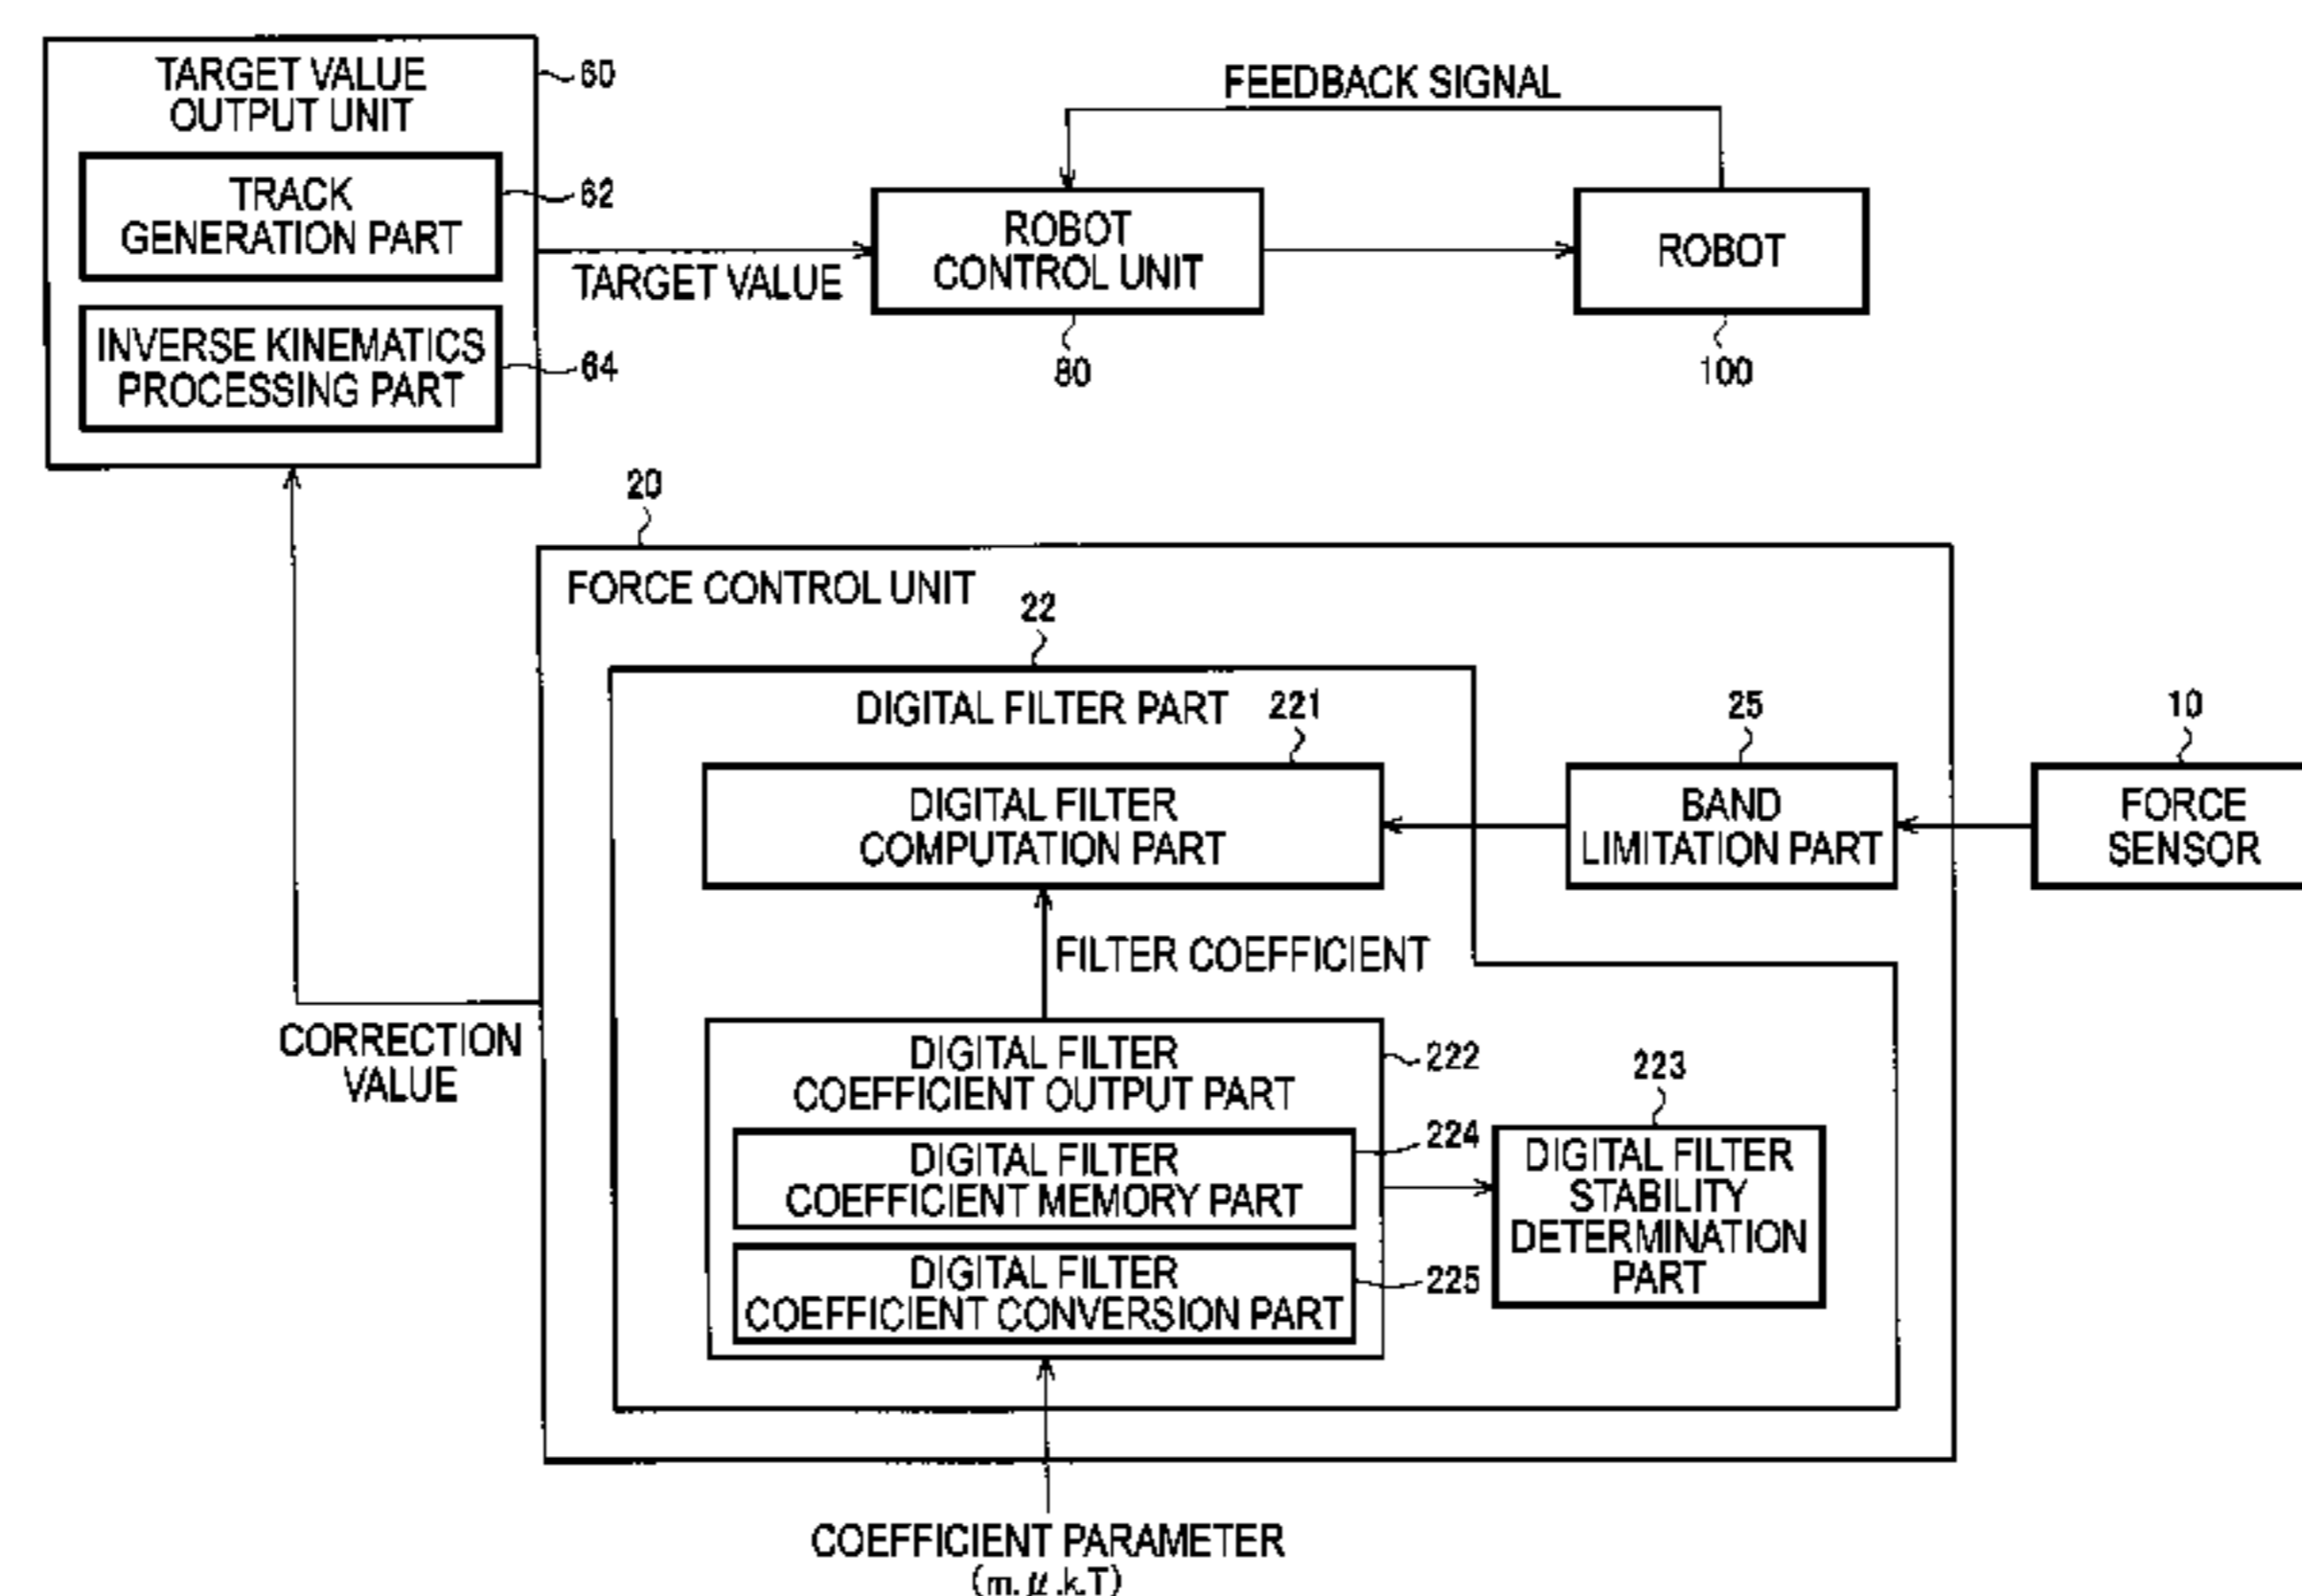 TARGET VALUE
OUTPUT UNIT
60
TRACK
GENERATION PART
62
INVERSE KINEMATICS
PROCESSING PART
64
TARGET VALUE
FEEDBACK SIGNAL
ROBOT
CONTROL UNIT
80
ROBOT
100
20
FORCE CONTROL UNIT
22
DIGITAL FILTER PART
221
25
10
DIGITAL FILTER
COMPUTATION PART
BAND
LIMITATION PART
FORCE
SENSOR
FILTER COEFFICIENT
CORRECTION
VALUE
DIGITAL FILTER
COEFFICIENT OUTPUT PART
222
DIGITAL FILTER
COEFFICIENT MEMORY PART
224
DIGITAL FILTER
COEFFICIENT CONVERSION PART
225
223
DIGITAL FILTER
STABILITY
DETERMINATION
PART
COEFFICIENT PARAMETER
(m.μ.k.T)